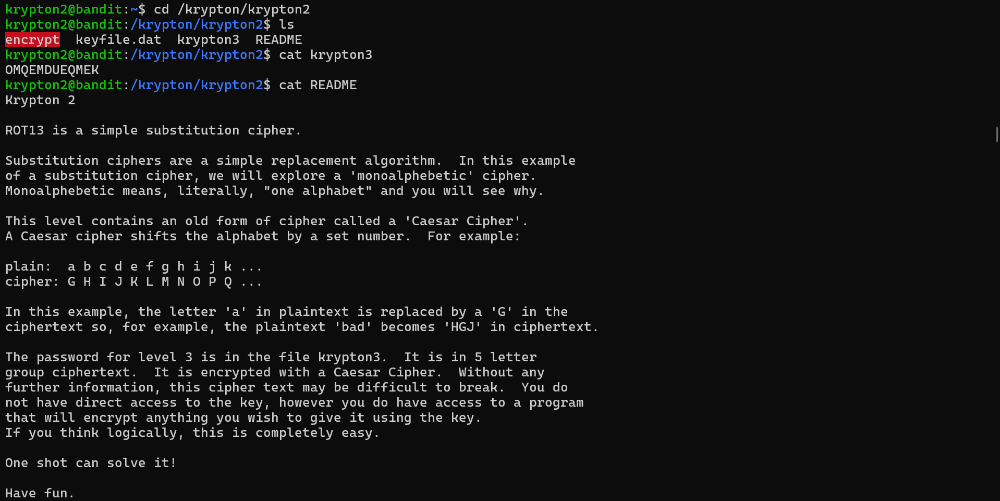 krypton2@bandit:~$ cd /krypton/krypton2
krypton2@bandit:/krypton/krypton2$ ls
encrypt  keyfile.dat  krypton3  README
krypton2@bandit:/krypton/krypton2$ cat krypton3
OMQEMDUEQMEK
krypton2@bandit:/krypton/krypton2$ cat README
Krypton 2

ROT13 is a simple substitution cipher.

Substitution ciphers are a simple replacement algorithm.  In this example
of a substitution cipher, we will explore a 'monoalphebetic' cipher.
Monoalphebetic means, literally, "one alphabet" and you will see why.

This level contains an old form of cipher called a 'Caesar Cipher'.
A Caesar cipher shifts the alphabet by a set number.  For example:

plain:  a b c d e f g h i j k ...
cipher: G H I J K L M N O P Q ...

In this example, the letter 'a' in plaintext is replaced by a 'G' in the
ciphertext so, for example, the plaintext 'bad' becomes 'HGJ' in ciphertext.

The password for level 3 is in the file krypton3.  It is in 5 letter
group ciphertext.  It is encrypted with a Caesar Cipher.  Without any
further information, this cipher text may be difficult to break.  You do
not have direct access to the key, however you do have access to a program
that will encrypt anything you wish to give it using the key.
If you think logically, this is completely easy.

One shot can solve it!

Have fun.